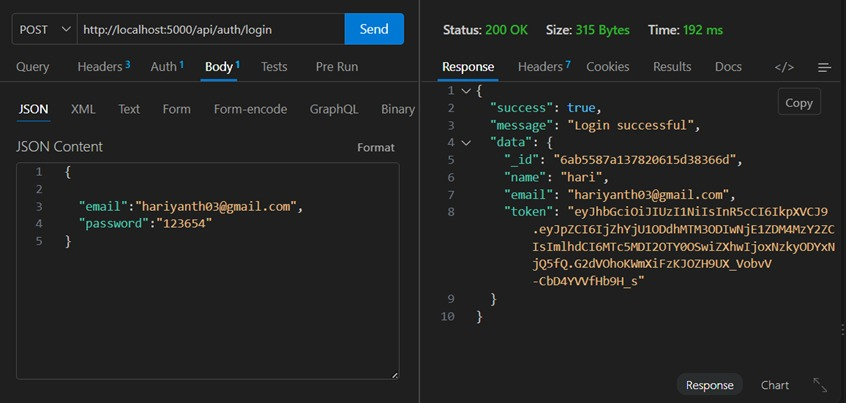 POST http://localhost:5000/api/auth/login Send
Query Headers 3 Auth 1 Body 1 Tests Pre Run
JSON XML Text Form Form-encode GraphQL Binary
JSON Content Format
1 {
2
3 "email":"hariyanth03@gmail.com",
4 "password":"123654"
5 }
Status: 200 OK Size: 315 Bytes Time: 192 ms
Response Headers 7 Cookies Results Docs </>
Copy
1 {
2 "success": true,
3 "message": "Login successful",
4 "data": {
5 "_id": "6ab5587a137820615d38366d",
6 "name": "hari",
7 "email": "hariyanth03@gmail.com",
8 "token": "eyJhbGciOiJIUzI1NiIsInR5cCI6IkpXVCJ9
.eyJpZCI6IjZhYjU1ODdhMTM3ODIwNjE1ZDM4MzY2ZC
IsImlhdCI6MTc5MDI2OTY0OSwiZXhwIjoxNzkyODYxN
jQ5fQ.G2dVOhoKWmXiFzKJOZH9UX_VobvV
-CbD4YVVfHb9H_s"
9 }
10 }
Response Chart